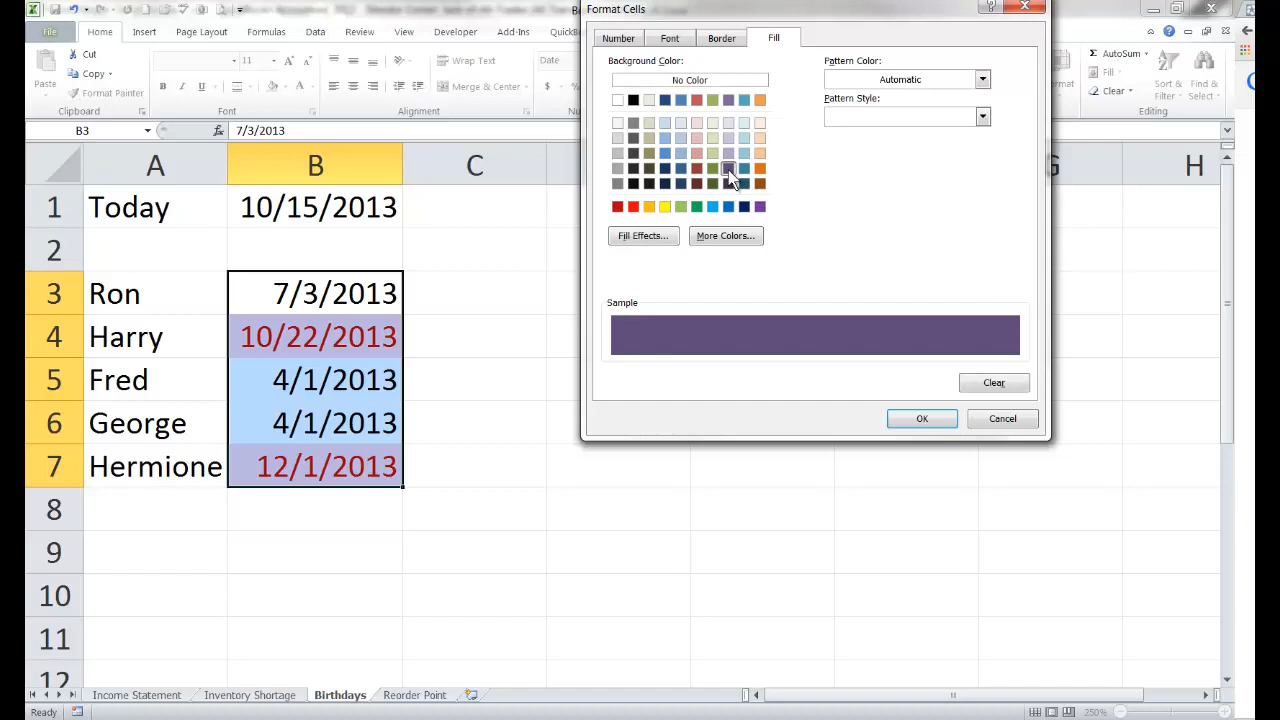 Format Cells
File Home Insert Page Layout Formulas Data Review View Developer Add-Ins
Number Font Border Fill
Cut
Copy
Format Painter
Paste
11
Wrap Text
Merge & Center
Date
AutoSum
Fill
Clear
Sort & Filter
Find & Select
Clipboard Font Alignment Editing
Background Color:
No Color
Pattern Color:
Automatic
Pattern Style:
Fill Effects... More Colors...
Sample
Clear
OK Cancel
B3 fx 7/3/2013
A B C G H
1 Today 10/15/2013
2
3 Ron 7/3/2013
4 Harry 10/22/2013
5 Fred 4/1/2013
6 George 4/1/2013
7 Hermione 12/1/2013
8
9
10
11
12
Income Statement Inventory Shortage Birthdays Reorder Point
Ready 250%